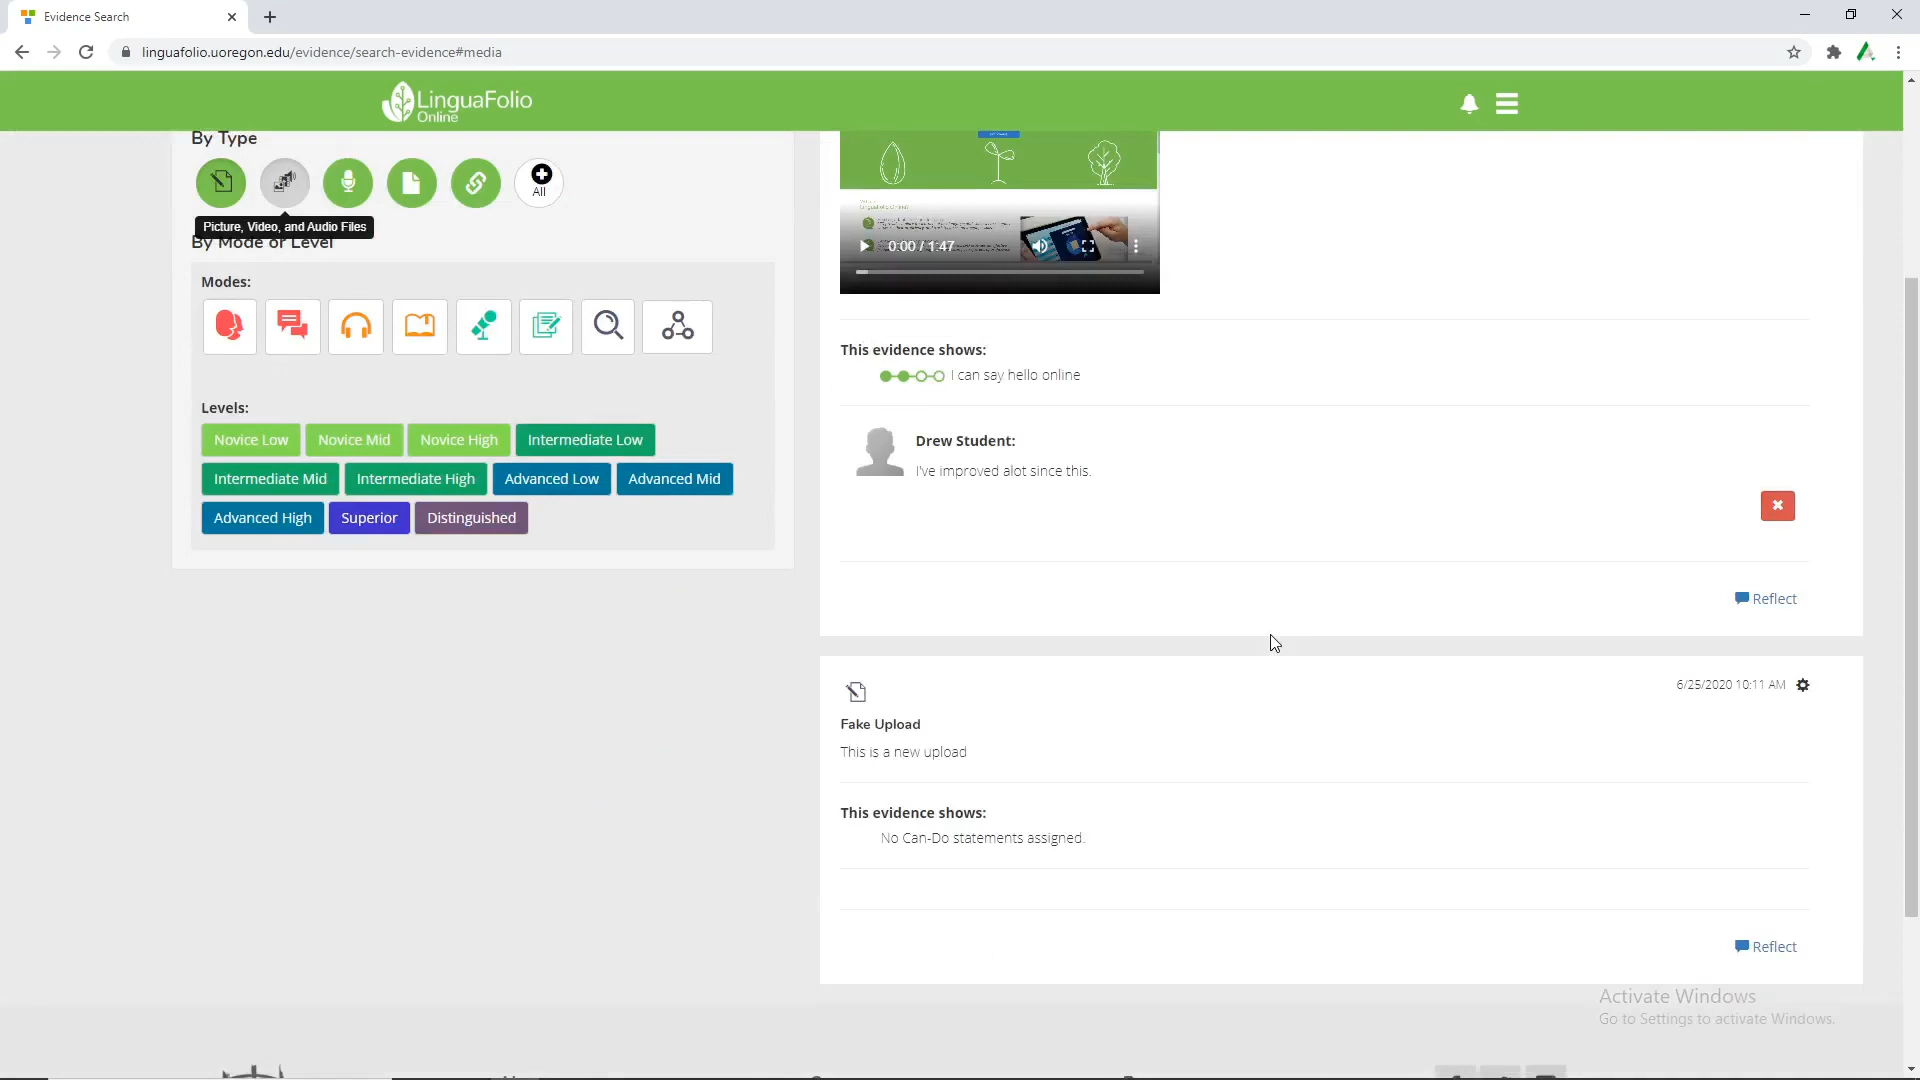 Evidence Search
linguafolio.uoregon.edu/evidence/search-evidence#media
LinguaFolio
Online
By Type
All
Picture, Video, and Audio Files
By Mode or Level
Modes:
Levels:
Novice Low
Novice Mid
Novice High
Intermediate Low
Intermediate Mid
Intermediate High
Advanced Low
Advanced Mid
Advanced High
Superior
Distinguished
0:00 / 1:47
This evidence shows:
I can say hello online
Drew Student:
I've improved alot since this.
Reflect
6/25/2020 10:11 AM
Fake Upload
This is a new upload
This evidence shows:
No Can-Do statements assigned.
Reflect
Activate Windows
Go to Settings to activate Windows.